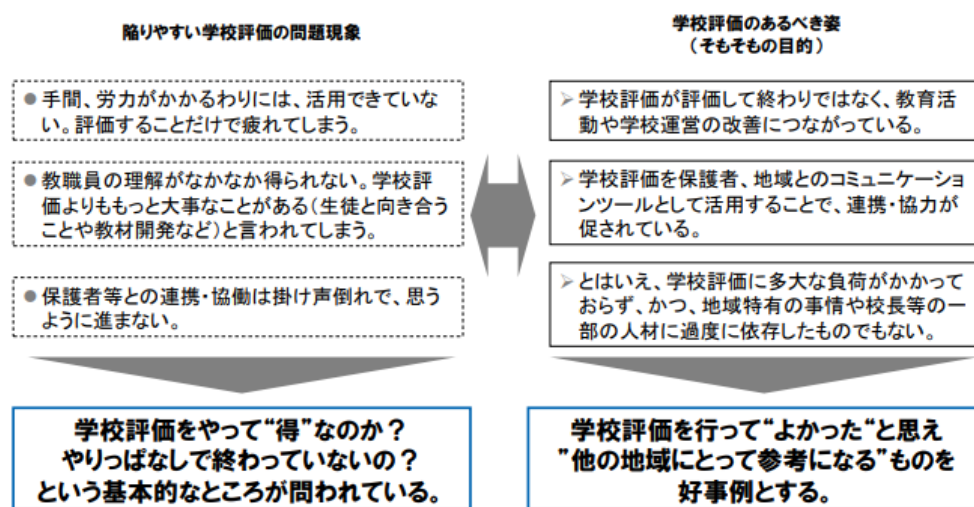 陥りやすい学校評価の問題現象
● 手間、労力がかかるわりには、活用できていな
い。評価することだけで疲れてしまう。
● 教職員の理解がなかなか得られない。学校評
価よりももっと大事なことがある（生徒と向き合う
ことや教材開発など）と言われてしまう。
● 保護者等との連携・協働は掛け声倒れで、思う
ように進まない。
学校評価をやって“得”なのか？
やりっぱなしで終わっていないの？
という基本的なところが問われている。
学校評価のあるべき姿
（そもそもの目的）
➢ 学校評価が評価して終わりではなく、教育活
動や学校運営の改善につながっている。
➢ 学校評価を保護者、地域とのコミュニケーショ
ンツールとして活用することで、連携・協力が
促されている。
➢ とはいえ、学校評価に多大な負荷がかかって
おらず、かつ、地域特有の事情や校長等の一
部の人材に過度に依存したものでもない。
学校評価を行って“よかった“と思え
”他の地域にとって参考になる”ものを
好事例とする。